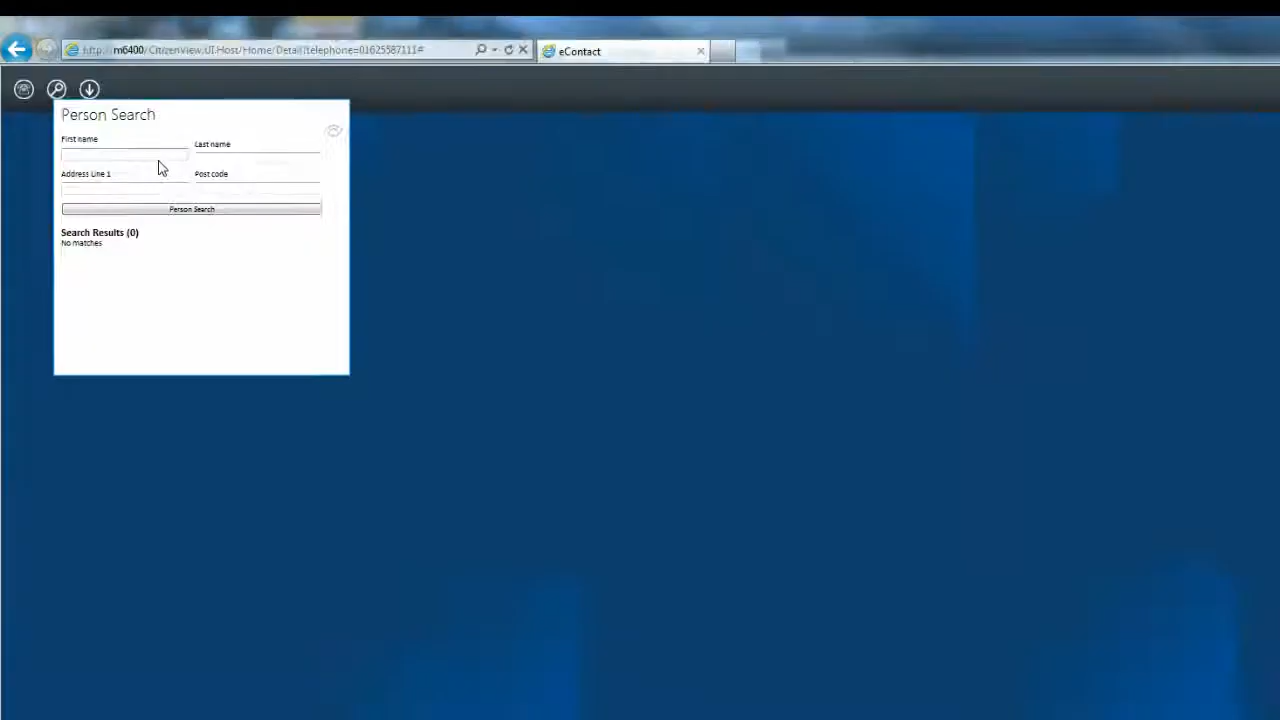 http://m6400/CitizenView.UI.Host/Home/Detail?telephone=01625587111#
eContact
Person Search
First name
Last name
Address Line 1
Post code
Person Search
Search Results (0)
No matches